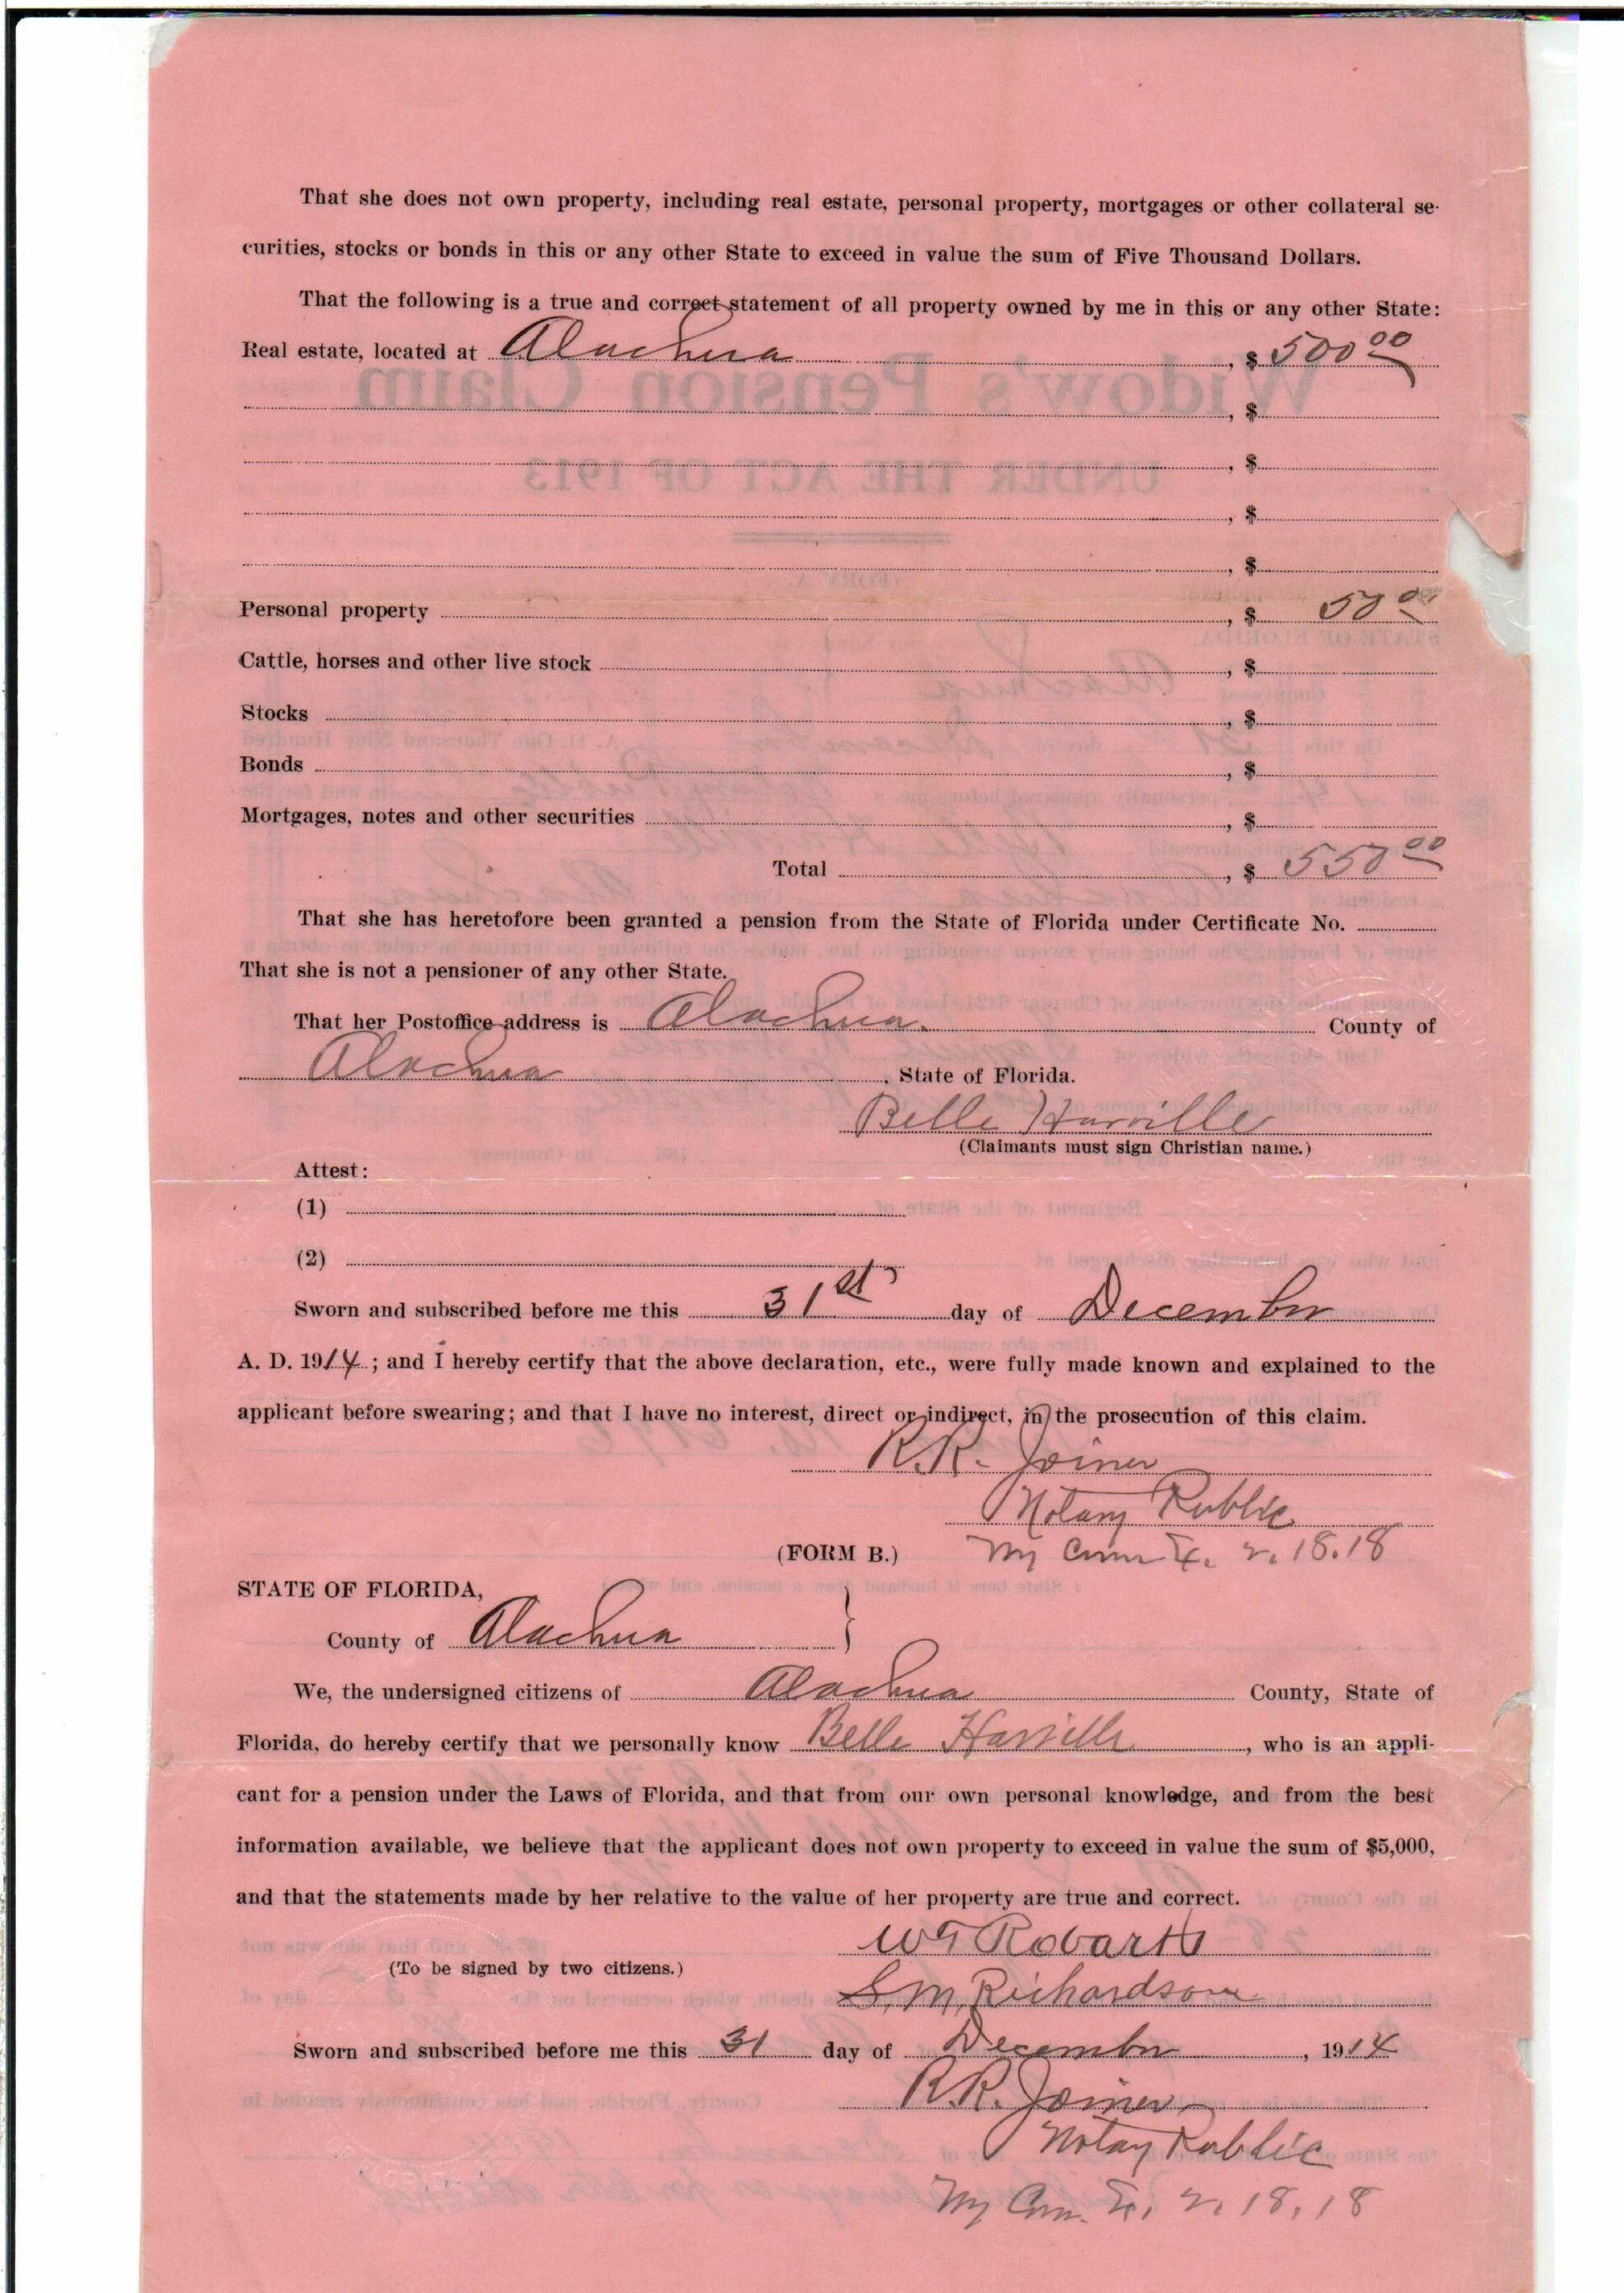 That she does not own property, including real estate, personal property, mortgages or other collateral se-
curities, stocks or bonds in this or any other State to exceed in value the sum of Five Thousand Dollars.
That the following is a true and correct statement of all property owned by me in this or any other State:
Real estate, located at Alachua, $ 500 00
, $
, $
, $
, $
Personal property, $ 50 00
Cattle, horses and other live stock, $
Stocks, $
Bonds, $
Mortgages, notes and other securities, $
Total, $ 550 00
That she has heretofore been granted a pension from the State of Florida under Certificate No.
That she is not a pensioner of any other State.
That her Postoffice address is Alachua. County of
Alachua, State of Florida.
Belle Harville
(Claimants must sign Christian name.)
Attest:
(1)
(2)
Sworn and subscribed before me this 31st day of December
A. D. 1914; and I hereby certify that the above declaration, etc., were fully made known and explained to the
applicant before swearing; and that I have no interest, direct or indirect, in the prosecution of this claim.
R.R. Joiner
Notary Public
(FORM B.) My Comm Ex. 2.18.18
STATE OF FLORIDA,
County of Alachua }
We, the undersigned citizens of Alachua County, State of
Florida, do hereby certify that we personally know Belle Harville, who is an appli-
cant for a pension under the Laws of Florida, and that from our own personal knowledge, and from the best
information available, we believe that the applicant does not own property to exceed in value the sum of $5,000,
and that the statements made by her relative to the value of her property are true and correct.
WG Robarts
(To be signed by two citizens.)
S.M. Richardson
Sworn and subscribed before me this 31 day of December, 1914
R.R. Joiner
Notary Public
My Com. Ex. 2, 18, 18